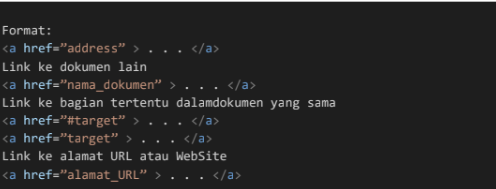 Format:
<a href=”address” > . . . </a>
Link ke dokumen lain
<a href=”nama_dokumen” > . . . </a>
Link ke bagian tertentu dalamdokumen yang sama
<a href=”#target” > . . . </a>
<a href=”target” > . . . </a>
Link ke alamat URL atau WebSite
<a href=”alamat_URL” > . . . </a>